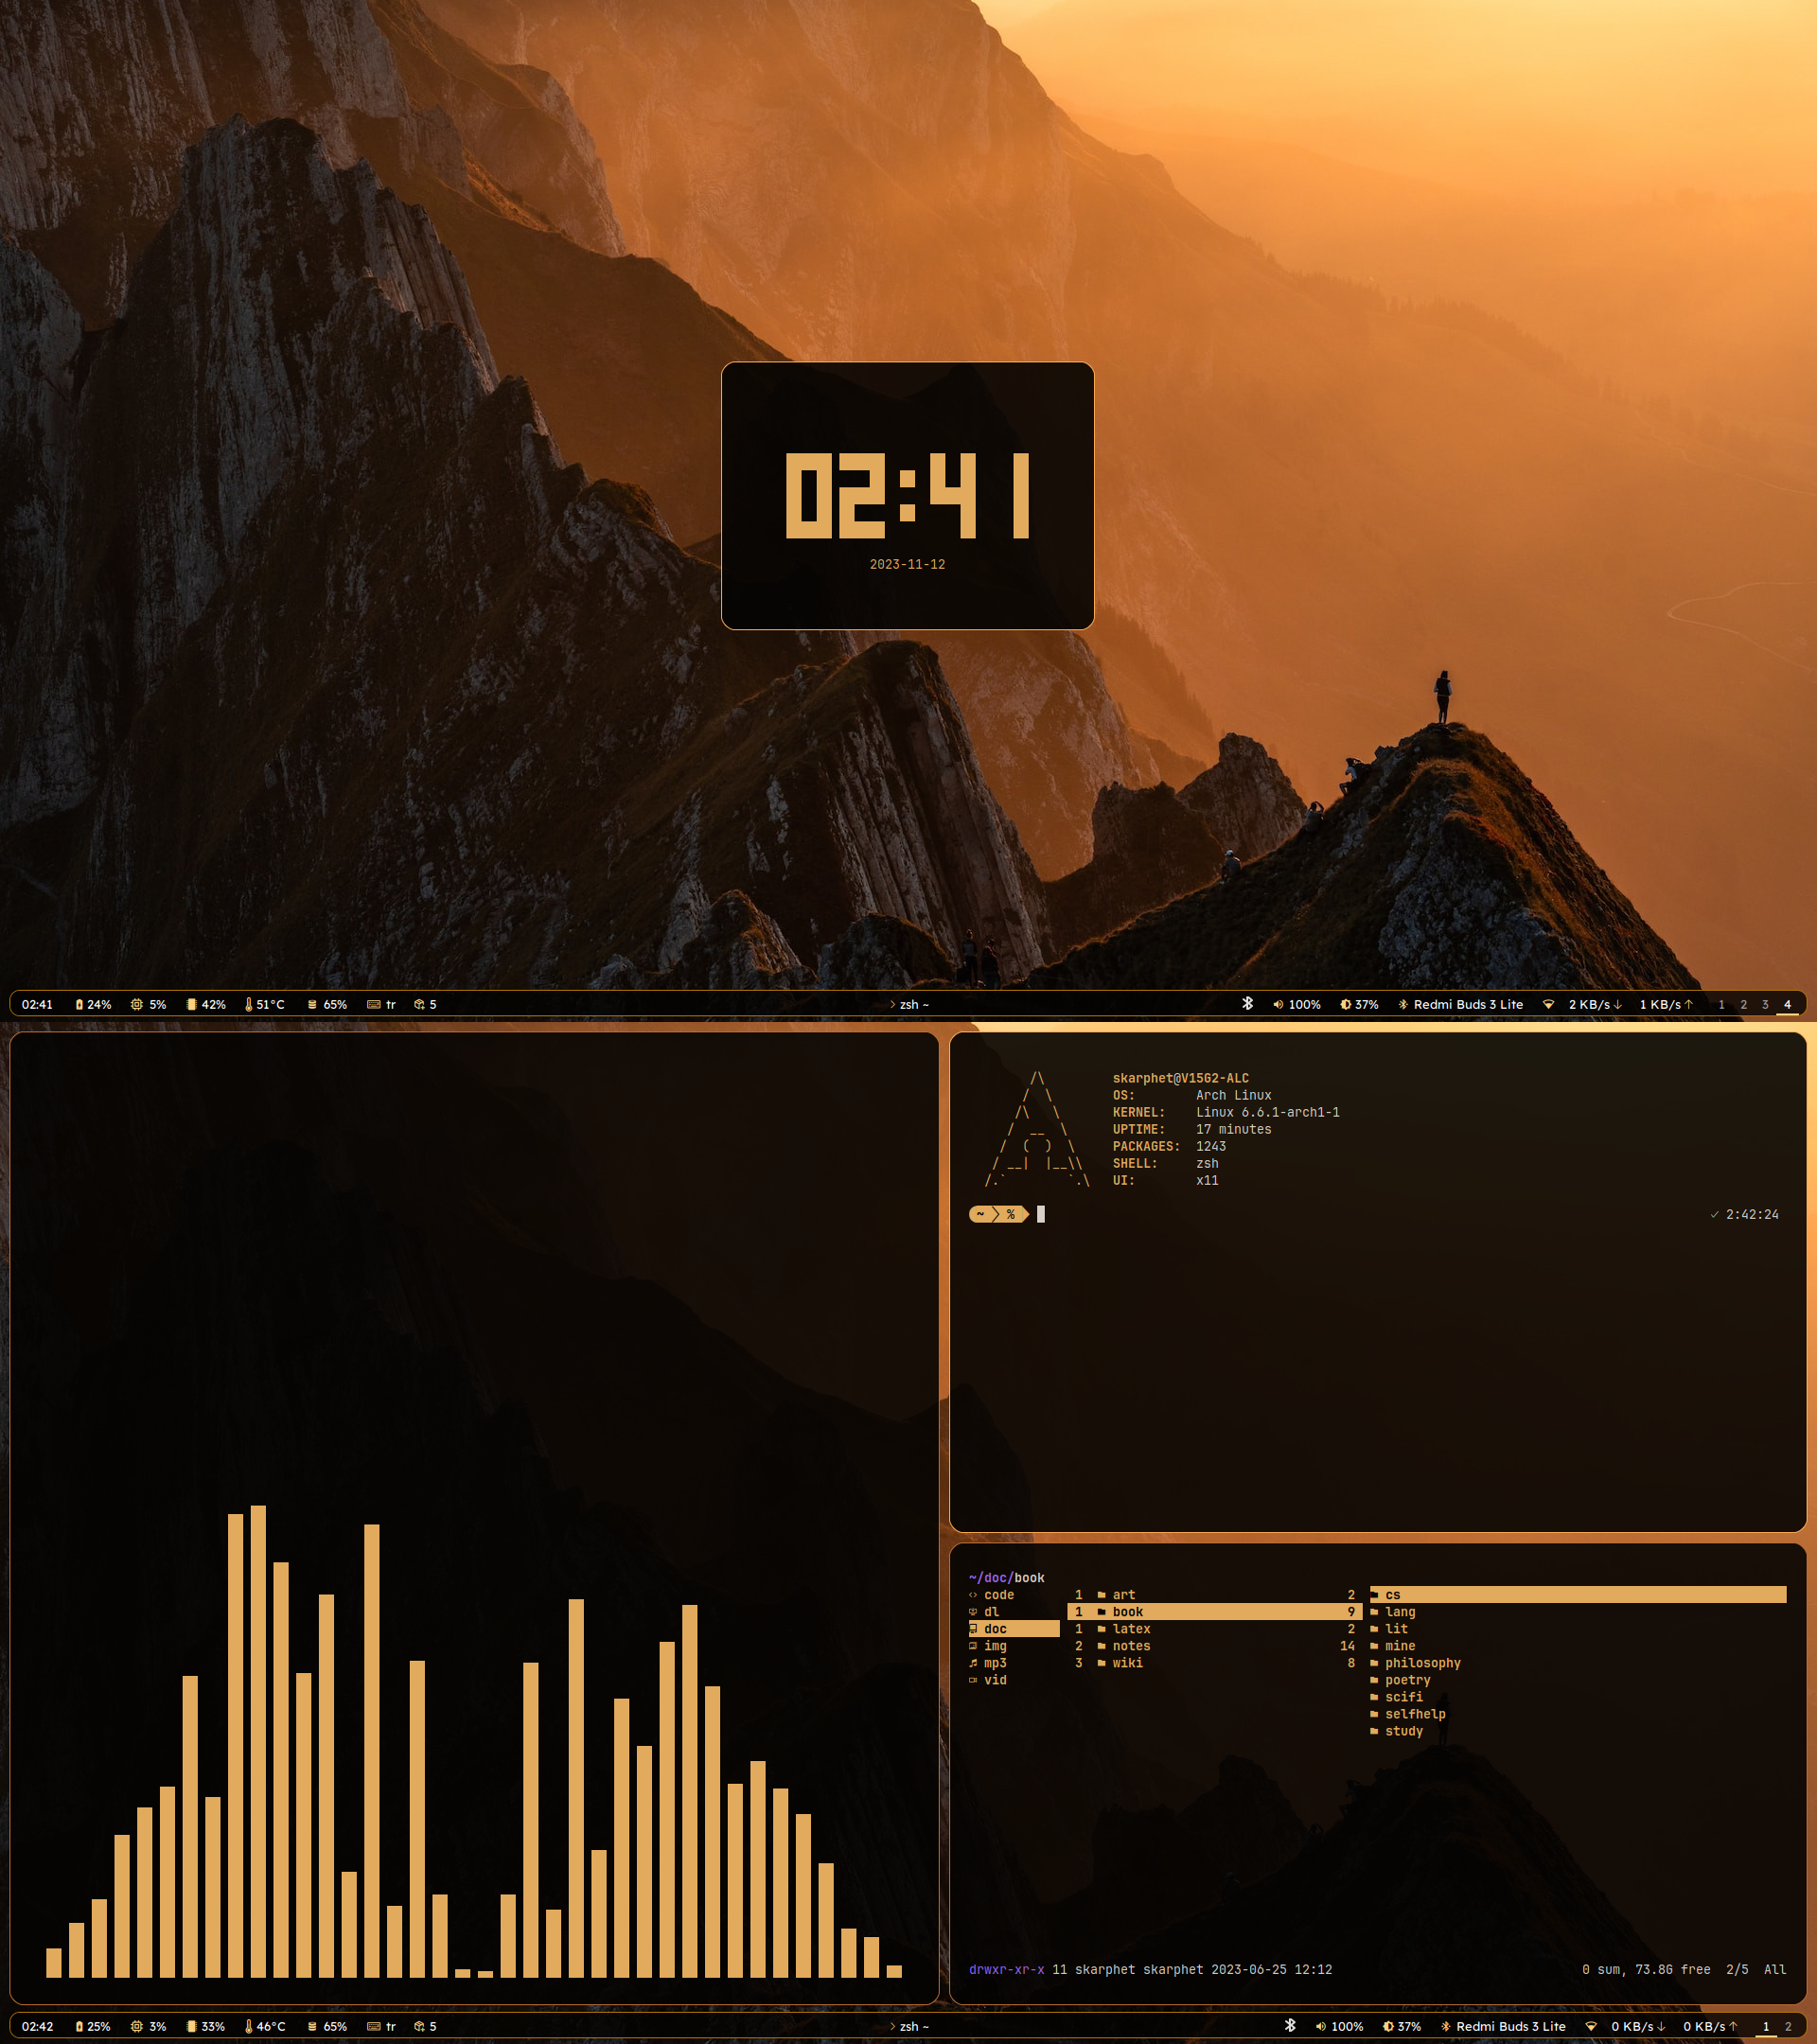 02:41
2023-11-12
02:41 24% 5% 42% 51°C 65% tr 5 zsh ~ 100% 37% Redmi Buds 3 Lite 2 KB/s↓ 1 KB/s↑ 1 2 3 4
/\
/  \
/\   \
/  __  \
/  (  )  \
/ __|  |__\\
/.`        `.\
skarphet@V15G2-ALC
OS: Arch Linux
KERNEL: Linux 6.6.1-arch1-1
UPTIME: 17 minutes
PACKAGES: 1243
SHELL: zsh
UI: x11
~ % ✓ 2:42:24
~/doc/book
code 1 art 2 cs
dl 1 book 9 lang
doc 1 latex 2 lit
img 2 notes 14 mine
mp3 3 wiki 8 philosophy
vid poetry
scifi
selfhelp
study
drwxr-xr-x 11 skarphet skarphet 2023-06-25 12:12 0 sum, 73.8G free 2/5 All
02:42 25% 3% 33% 46°C 65% tr 5 zsh ~ 100% 37% Redmi Buds 3 Lite 0 KB/s↓ 0 KB/s↑ 1 2